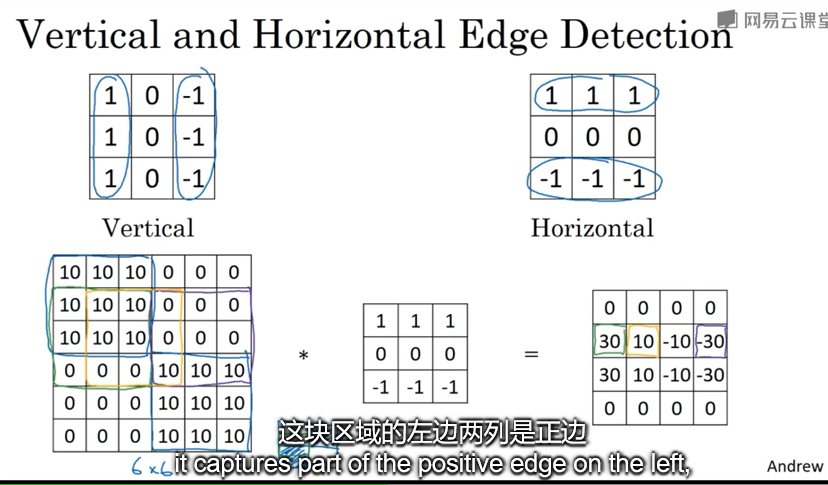 网易云课堂
Vertical and Horizontal Edge Detection
1 0 -1
1 0 -1
1 0 -1
Vertical
1 1 1
0 0 0
-1 -1 -1
Horizontal
10 10 10 0 0 0
10 10 10 0 0 0
10 10 10 0 0 0
0 0 0 10 10 10
0 0 0 10 10 10
0 0 0 10 10 10
6×6
*
1 1 1
0 0 0
-1 -1 -1
=
0 0 0 0
30 10 -10 -30
30 10 -10 -30
0 0 0 0
这块区域的左边两列是正边
it captures part of the positive edge on the left,
Andrew